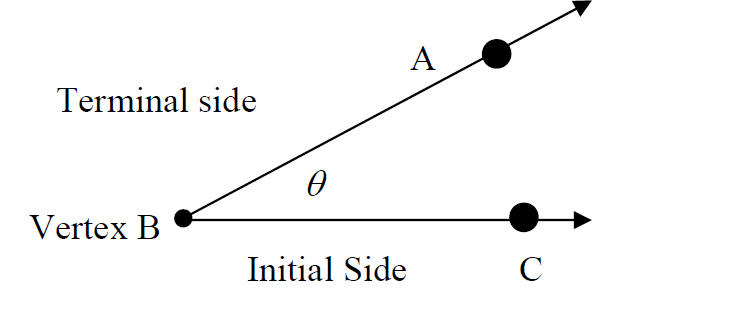 A
Terminal side
θ
Vertex B
Initial Side
C